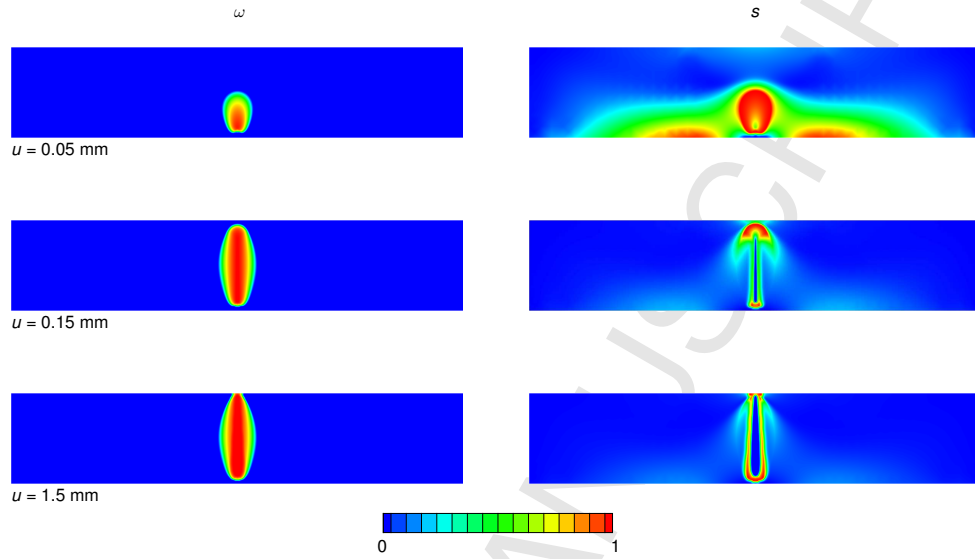 ω s
u = 0.05 mm
u = 0.15 mm
u = 1.5 mm
0 1